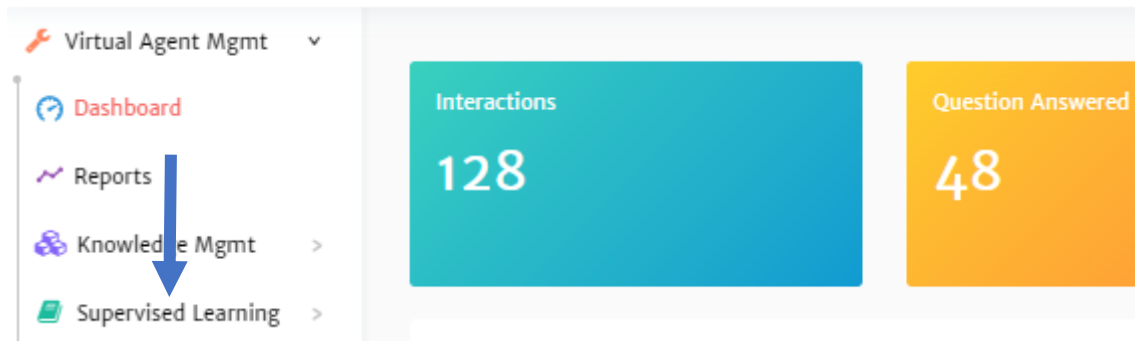 Virtual Agent Mgmt
Dashboard
Reports
Knowledge Mgmt
Supervised Learning
Interactions
128
Question Answered
48